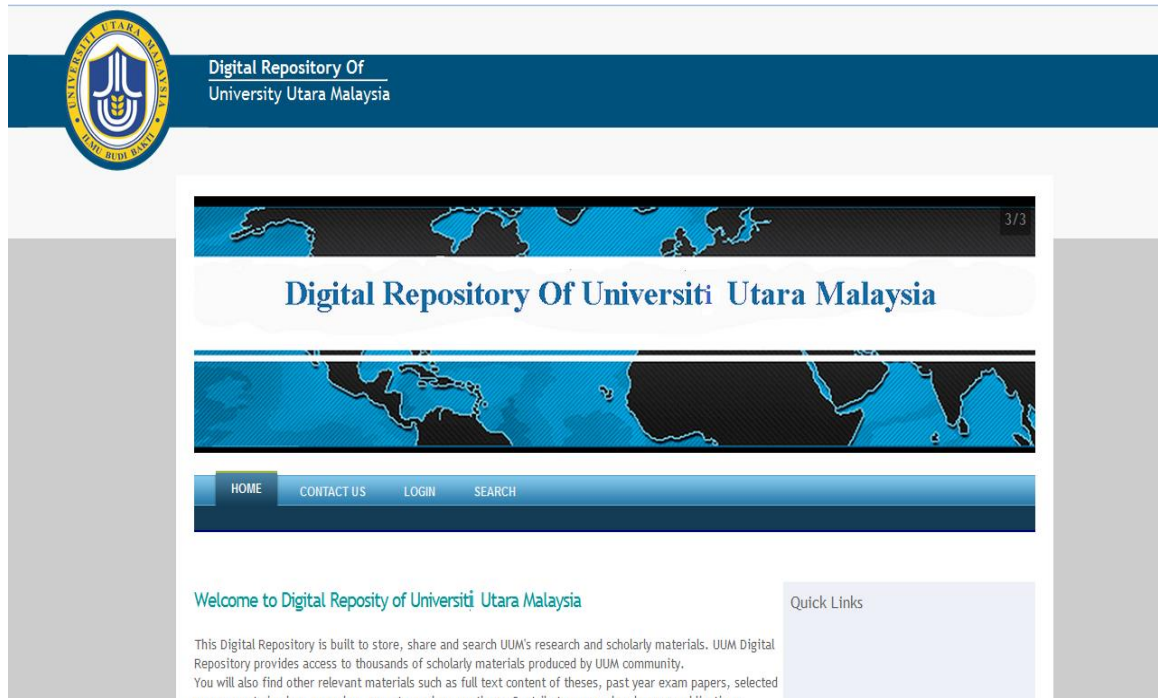 UNIVERSITI UTARA MALAYSIA
ILMU BUDI BAKTI
Digital Repository Of
University Utara Malaysia
3/3
Digital Repository Of Universiti Utara Malaysia
HOME CONTACT US LOGIN SEARCH
Welcome to Digital Reposity of Universiti Utara Malaysia
Quick Links
This Digital Repository is built to store, share and search UUM's research and scholarly materials. UUM Digital
Repository provides access to thousands of scholarly materials produced by UUM community.
You will also find other relevant materials such as full text content of theses, past year exam papers, selected